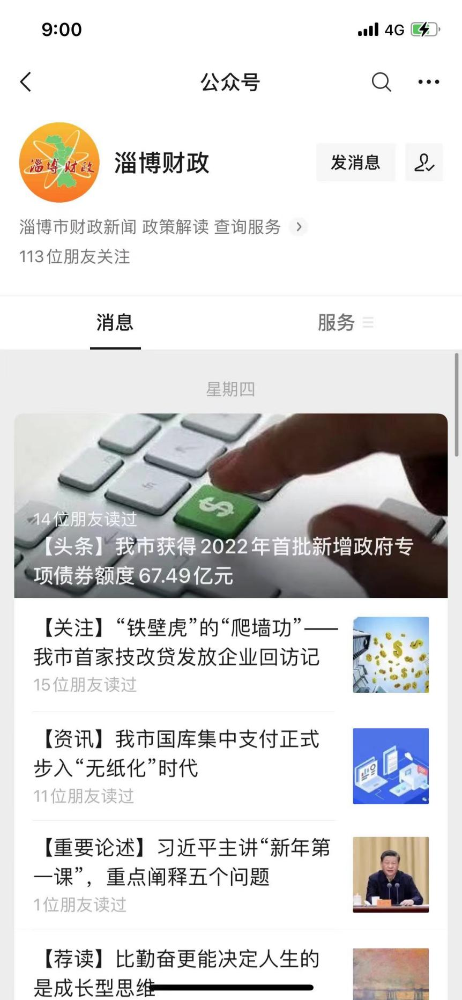 9:00
4G
公众号
淄博财政
淄博财政
发消息
淄博市财政新闻 政策解读 查询服务
113位朋友关注
消息
服务
星期四
14位朋友读过
【头条】我市获得2022年首批新增政府专
项债券额度67.49亿元
【关注】“铁壁虎”的“爬墙功”——
我市首家技改贷发放企业回访记
15位朋友读过
【资讯】我市国库集中支付正式
步入“无纸化”时代
11位朋友读过
【重要论述】习近平主讲“新年第
一课”，重点阐释五个问题
1位朋友读过
【荐读】比勤奋更能决定人生的
是成长型思维